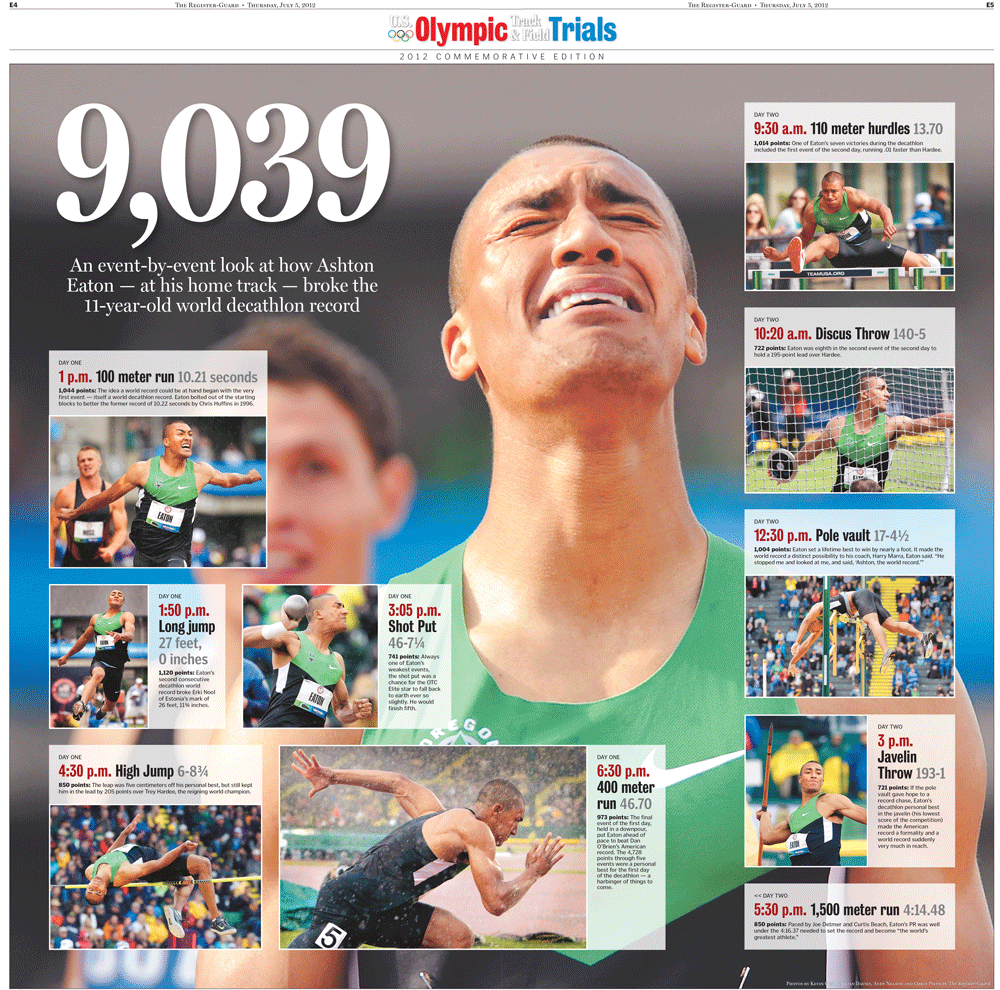 E4
The Register-Guard • Thursday, July 5, 2012
The Register-Guard • Thursday, July 5, 2012
E5
U.S. Olympic Track & Field Trials
2012 COMMEMORATIVE EDITION
9,039
An event-by-event look at how Ashton
Eaton — at his home track — broke the
11-year-old world decathlon record
DAY ONE
1 p.m. 100 meter run 10.21 seconds
1,044 points: The idea a world record could be at hand began with the very
first event — itself a world decathlon record. Eaton bolted out of the starting
blocks to better the former record of 10.22 seconds by Chris Huffins in 1996.
EATON
DAY ONE
1:50 p.m.
Long jump
27 feet,
0 inches
1,120 points: Eaton's
second consecutive
decathlon world
record broke Erki Nool
of Estonia's mark of
26 feet, 11¾ inches.
EATON
DAY ONE
3:05 p.m.
Shot Put
46-7¼
741 points: Always
one of Eaton's
weakest events,
the shot put was a
chance for the OTC
Elite star to fall back
to earth ever so
slightly. He would
finish fifth.
DAY ONE
4:30 p.m. High Jump 6-8¾
850 points: The leap was five centimeters off his personal best, but still kept
him in the lead by 205 points over Trey Hardee, the reigning world champion.
5
DAY ONE
6:30 p.m.
400 meter
run 46.70
973 points: The final
event of the first day,
held in a downpour,
put Eaton ahead of
pace to beat Dan
O'Brien's American
record. The 4,728
points through five
events were a personal
best for the first day
of the decathlon — a
harbinger of things to
come.
OREGON
DAY TWO
9:30 a.m. 110 meter hurdles 13.70
1,014 points: One of Eaton's seven victories during the decathlon
included the first event of the second day, running .01 faster than Hardee.
TEAMUSA.ORG
DAY TWO
10:20 a.m. Discus Throw 140-5
722 points: Eaton was eighth in the second event of the second day to
hold a 195-point lead over Hardee.
DAY TWO
12:30 p.m. Pole vault 17-4½
1,004 points: Eaton set a lifetime best to win by nearly a foot. It made the
world record a distinct possibility to his coach, Harry Marra, Eaton said. "He
stopped me and looked at me, and said, 'Ashton, the world record.'"
EATON
DAY TWO
3 p.m.
Javelin
Throw 193-1
721 points: If the pole
vault gave hope to a
record chase, Eaton's
decathlon personal best
in the javelin (his lowest
score of the competition)
made the American
record a formality and a
world record suddenly
very much in reach.
<< DAY TWO
5:30 p.m. 1,500 meter run 4:14.48
850 points: Paced by Joe Detmer and Curtis Beach, Eaton's PR was well
under the 4:16.37 needed to set the record and become "the world's
greatest athlete."
Photos by Kevin Davies, Andy Nelson and Chris Pietsch/The Register-Guard